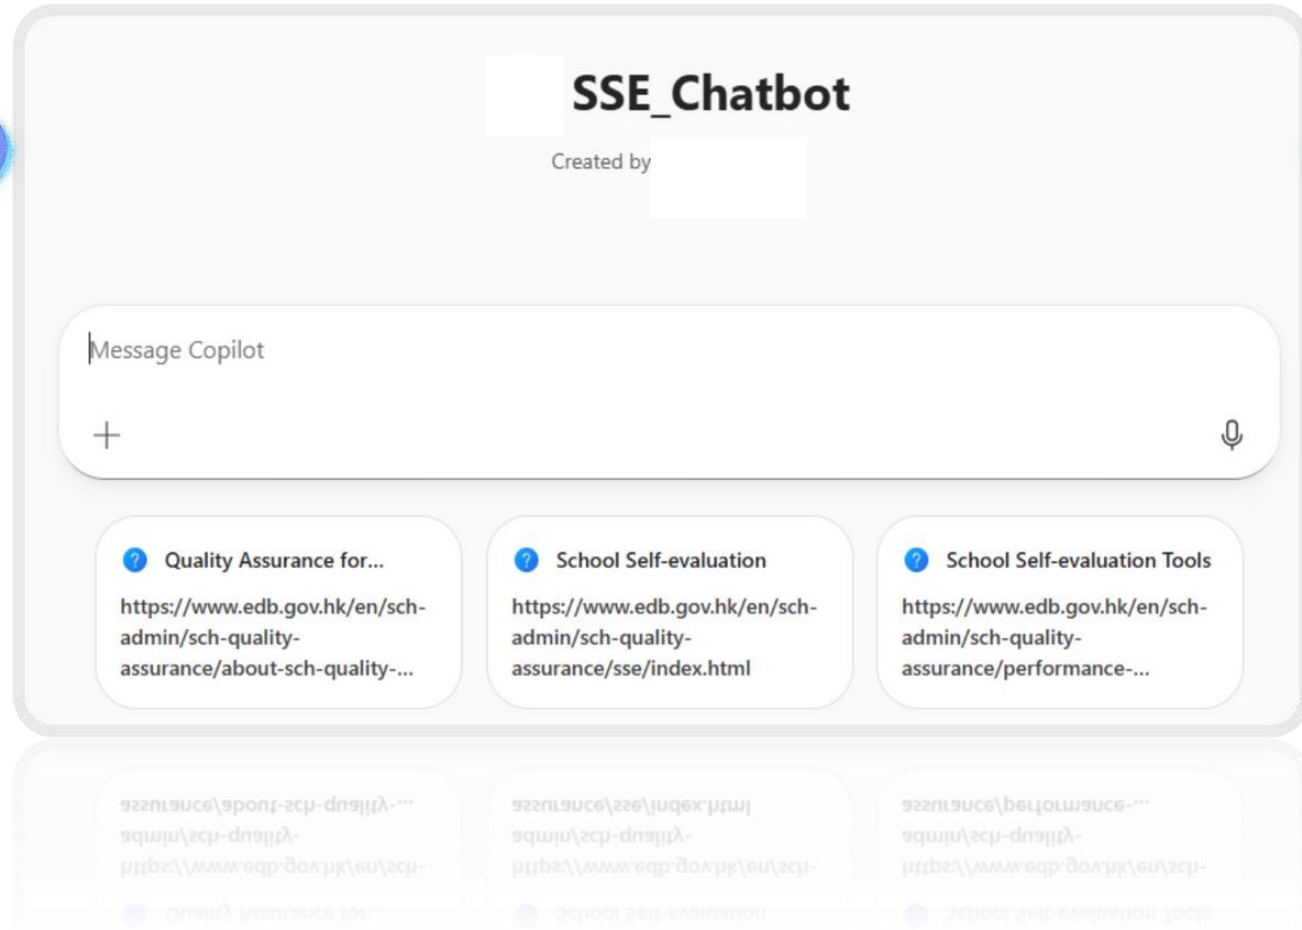 SSE_Chatbot
Created by
Message Copilot
Quality Assurance for...
https://www.edb.gov.hk/en/sch-
admin/sch-quality-
assurance/about-sch-quality-...
School Self-evaluation
https://www.edb.gov.hk/en/sch-
admin/sch-quality-
assurance/sse/index.html
School Self-evaluation Tools
https://www.edb.gov.hk/en/sch-
admin/sch-quality-
assurance/performance-...